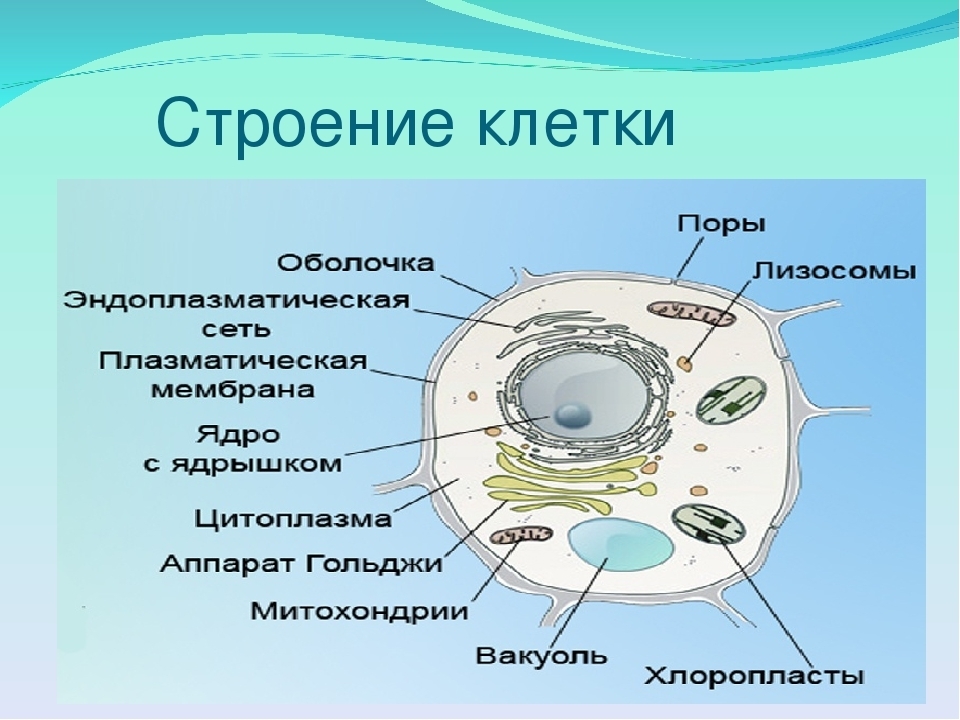 Строение клетки
Поры
Оболочка
Лизосомы
Эндоплазматическая
сеть
Плазматическая
мембрана
Ядро
с ядрышком
Цитоплазма
Аппарат Гольджи
Митохондрии
Вакуоль
Хлоропласты